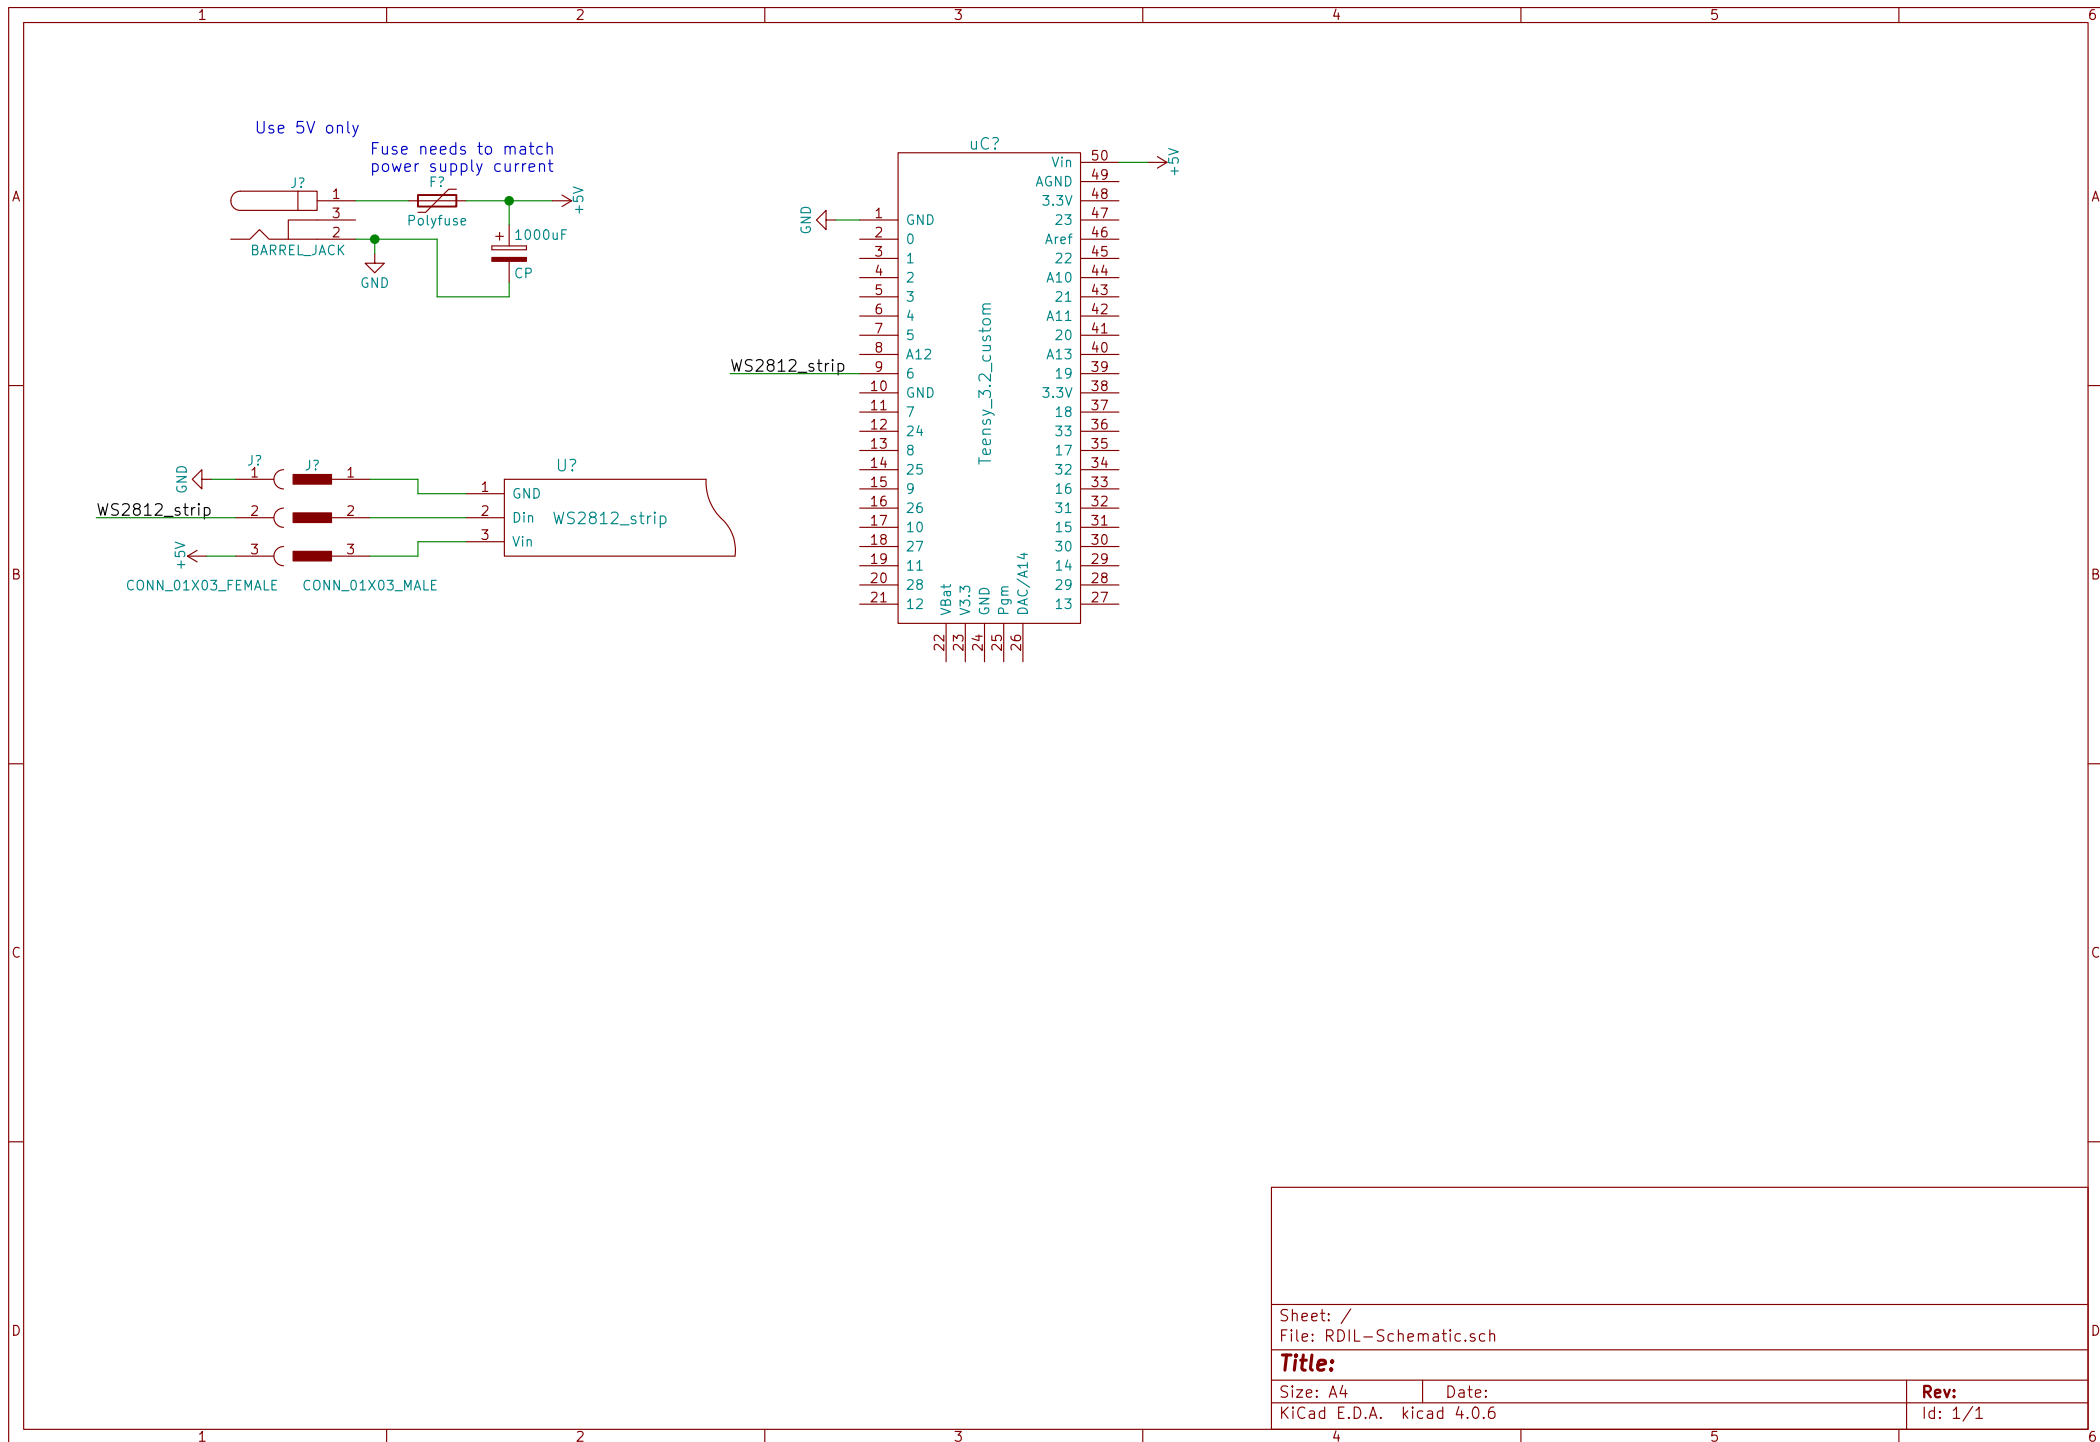 1 2 3 4 5 6
A
B
C
D
A
B
C
D
Use 5V only
Fuse needs to match
power supply current
J?
1
3
2
BARREL_JACK
GND
F?
Polyfuse
+5V
+
1000uF
CP
GND
WS2812_strip
+5V
J?
1
2
3
CONN_01X03_FEMALE
J?
1
2
3
CONN_01X03_MALE
U?
1 GND
2 Din
3 Vin
WS2812_strip
uC?
Teensy_3.2_custom
GND
WS2812_strip
+5V
1 GND
2 0
3 1
4 2
5 3
6 4
7 5
8 A12
9 6
10 GND
11 7
12 24
13 8
14 25
15 9
16 26
17 10
18 27
19 11
20 28
21 12
22 VBat
23 V3.3
24 GND
25 Pgm
26 DAC/A14
Vin 50
AGND 49
3.3V 48
23 47
Aref 46
22 45
A10 44
21 43
A11 42
20 41
A13 40
19 39
3.3V 38
18 37
33 36
17 35
32 34
16 33
31 32
15 31
30 30
14 29
29 28
13 27
Sheet: /
File: RDIL-Schematic.sch
Title:
Size: A4 Date: Rev:
KiCad E.D.A. kicad 4.0.6 Id: 1/1
1 2 3 4 5 6